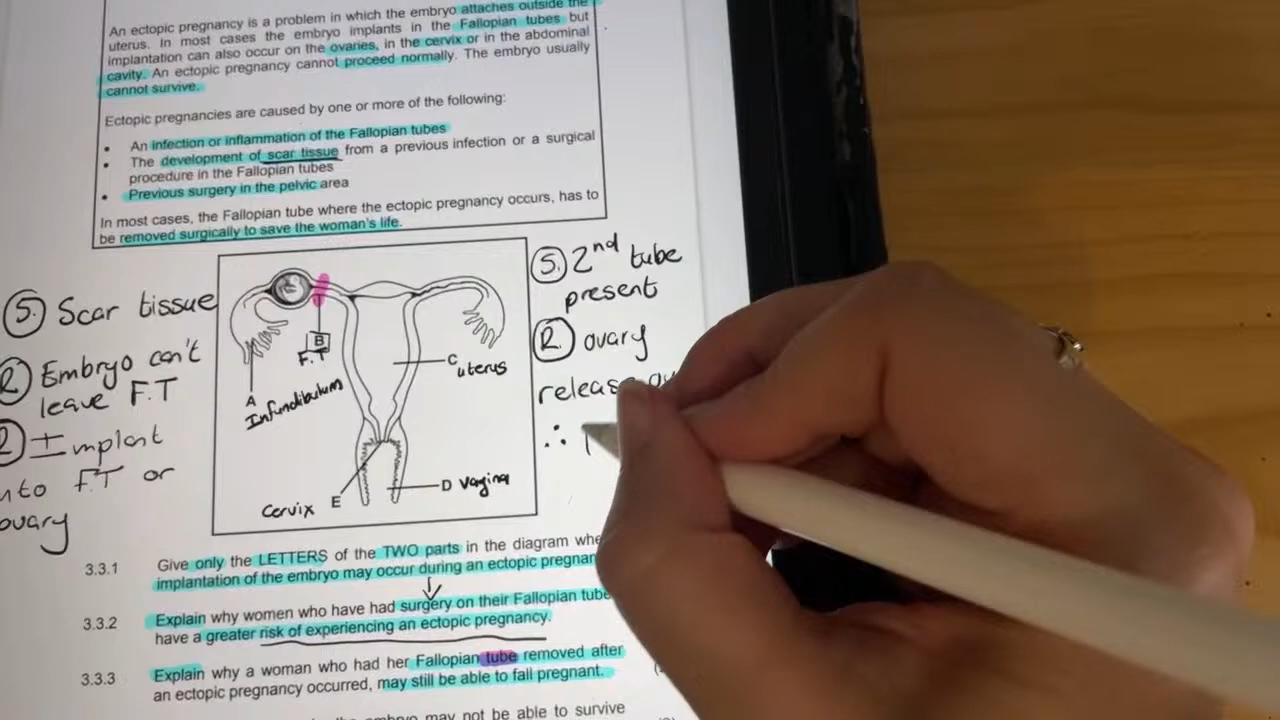 An ectopic pregnancy is a problem in which the embryo attaches outside the
uterus. In most cases the embryo implants in the Fallopian tubes but
implantation can also occur on the ovaries, in the cervix or in the abdominal
cavity. An ectopic pregnancy cannot proceed normally. The embryo usually
cannot survive.
Ectopic pregnancies are caused by one or more of the following:
• An infection or inflammation of the Fallopian tubes
• The development of scar tissue from a previous infection or a surgical
procedure in the Fallopian tubes
• Previous surgery in the pelvic area
In most cases, the Fallopian tube where the ectopic pregnancy occurs, has to
be removed surgically to save the woman's life.
S. Scar tissue
R Embryo can't
leave F.T
Implant
into F.T or
ovary
B
F.T
A
Infundibulum
C uterus
D vagina
Cervix E
S. 2nd tube
present
R. ovary
release
∴
3.3.1 Give only the LETTERS of the TWO parts in the diagram whe
implantation of the embryo may occur during an ectopic pregnan
3.3.2 Explain why women who have had surgery on their Fallopian tube
have a greater risk of experiencing an ectopic pregnancy.
3.3.3 Explain why a woman who had her Fallopian tube removed after
an ectopic pregnancy occurred, may still be able to fall pregnant.
embryo may not be able to survive